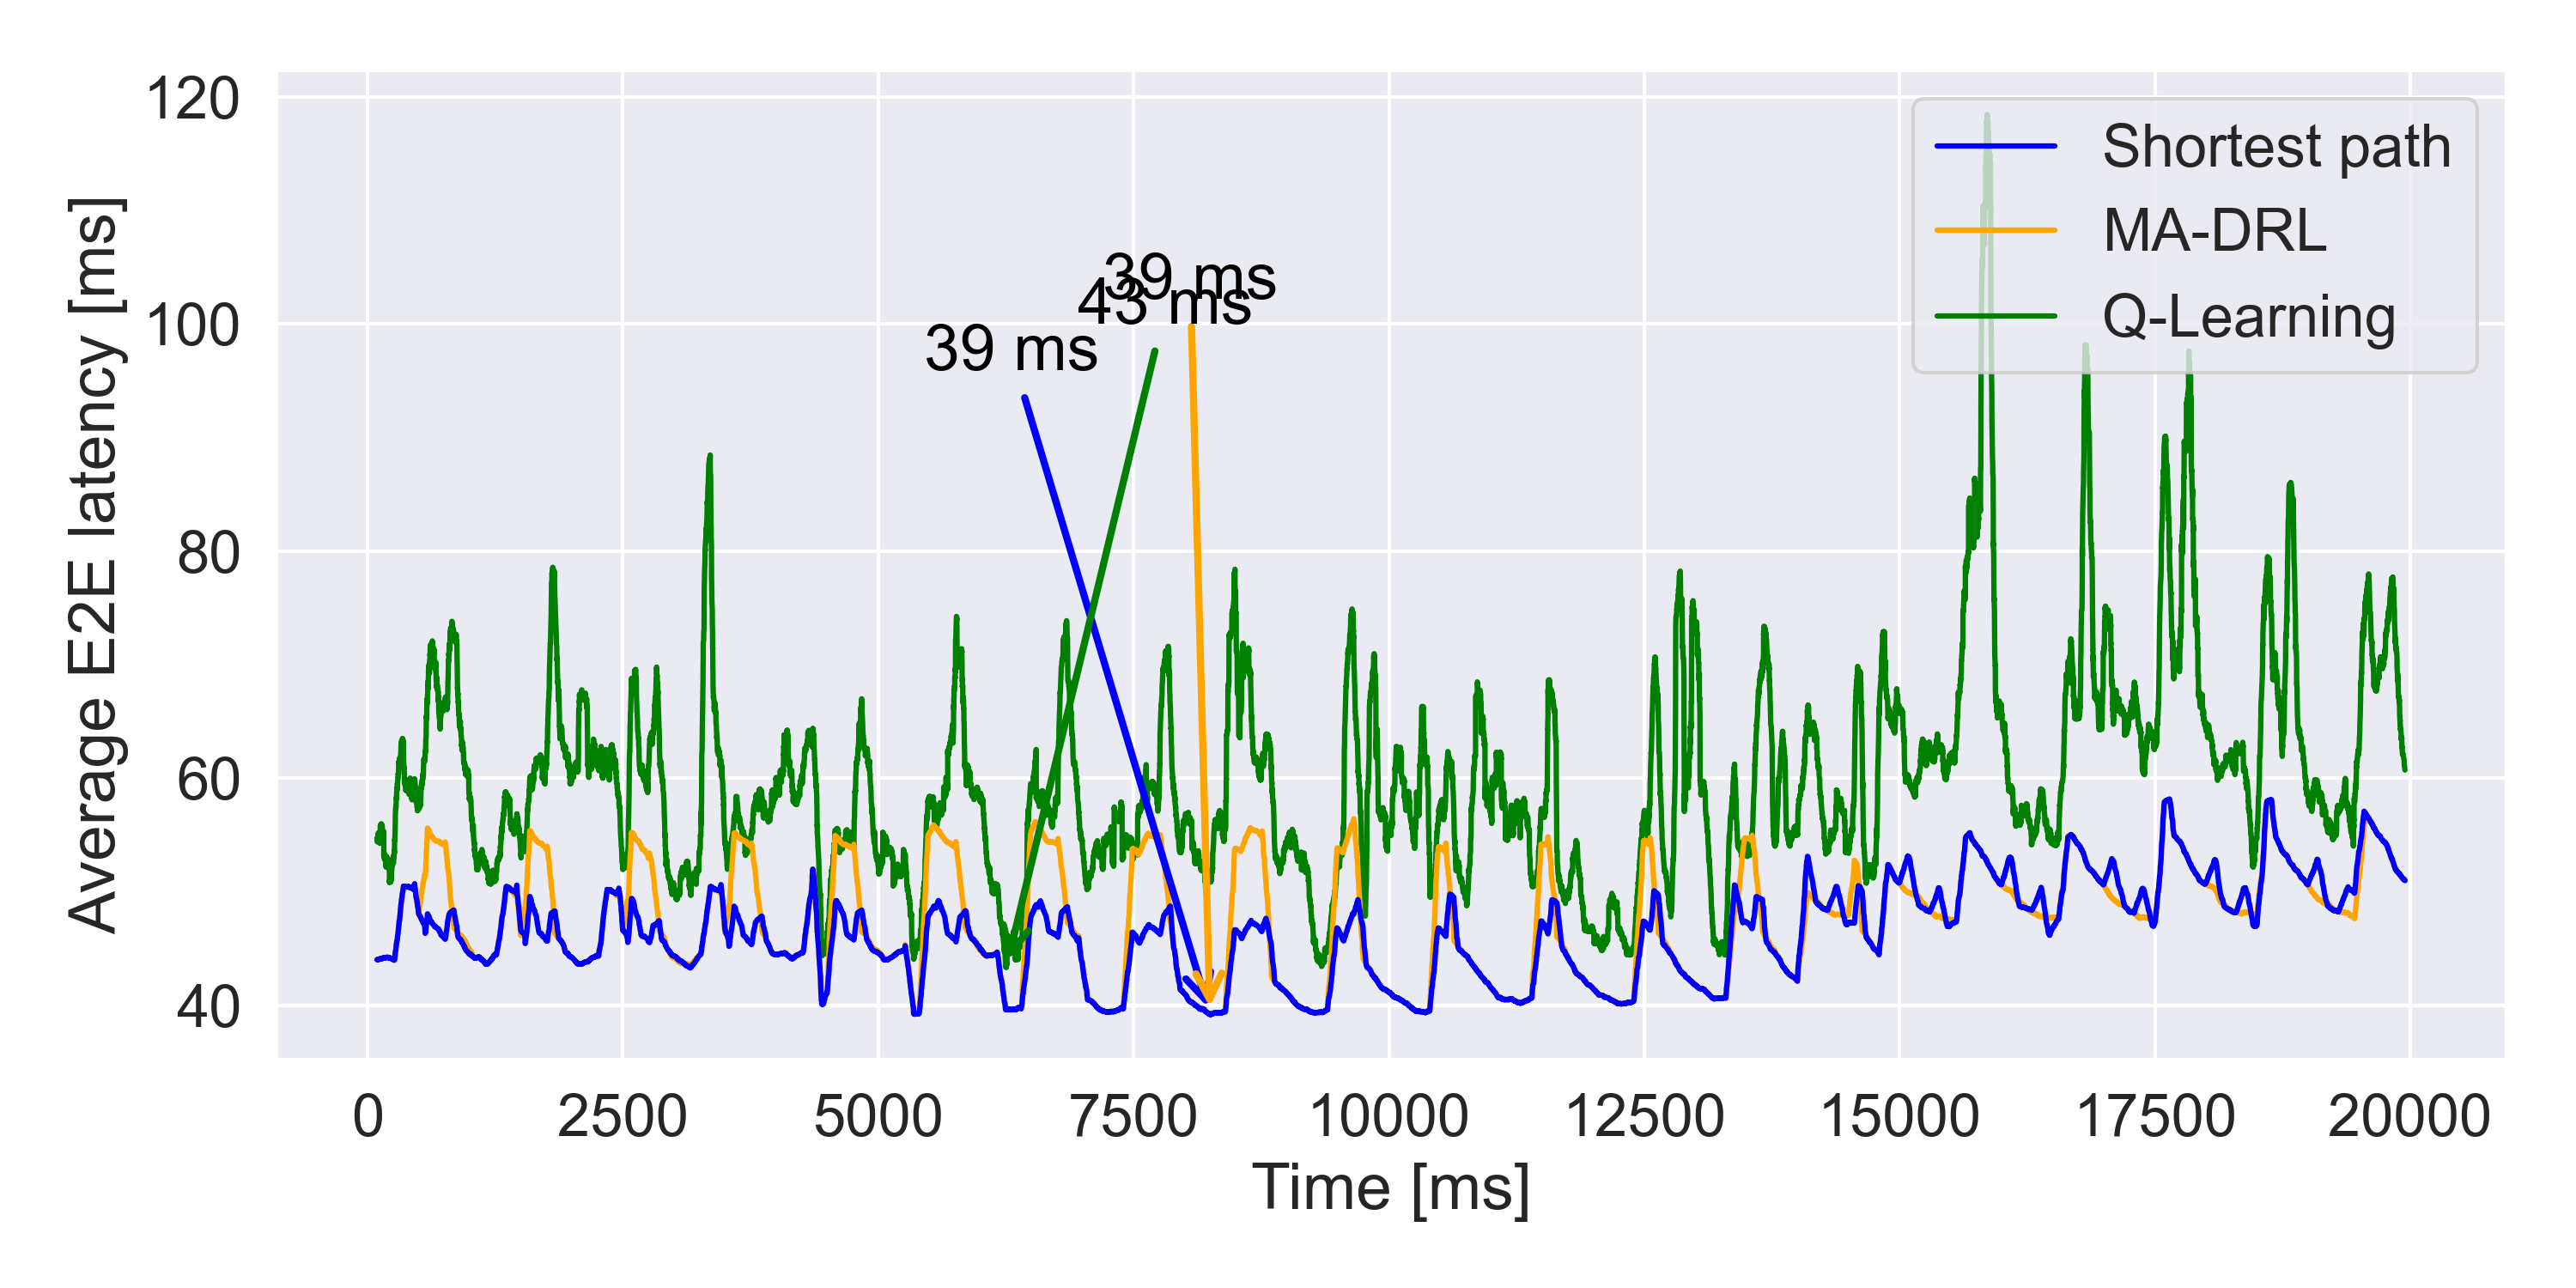 Average E2E latency [ms]
120
100
80
60
40
39 ms
43 ms
39 ms
Shortest path
MA-DRL
Q-Learning
0
2500
5000
7500
10000
12500
15000
17500
20000
Time [ms]